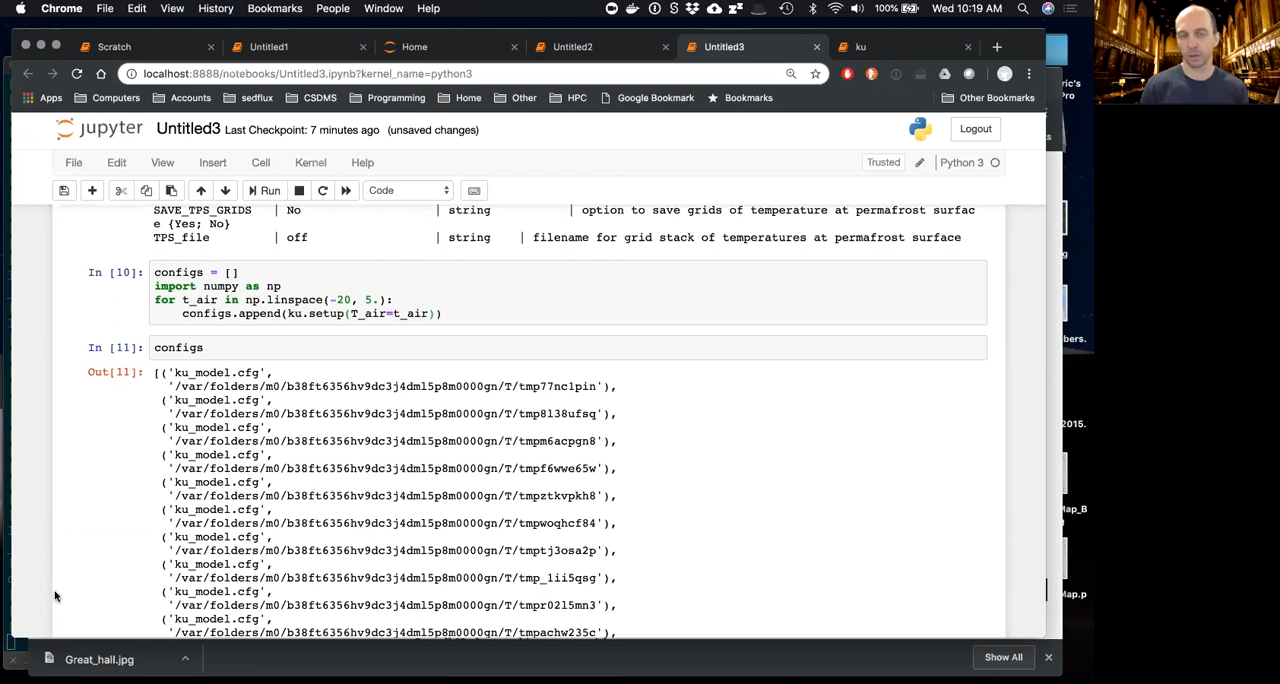 Chrome File Edit View History Bookmarks People Window Help 100% Wed 10:19 AM
Scratch Untitled1 Home Untitled2 Untitled3 ku
localhost:8888/notebooks/Untitled3.ipynb?kernel_name=python3
Apps Computers Accounts sedflux CSDMS Programming Home Other HPC Google Bookmark Bookmarks Other Bookmarks
jupyter Untitled3 Last Checkpoint: 7 minutes ago (unsaved changes) Logout
File Edit View Insert Cell Kernel Help Trusted Python 3
Run Code
SAVE_TPS_GRIDS | No | string | option to save grids of temperature at permafrost surfac
e {Yes; No}
TPS_file | off | string | filename for grid stack of temperatures at permafrost surface
In [10]: configs = []
import numpy as np
for t_air in np.linspace(-20, 5.):
configs.append(ku.setup(T_air=t_air))
In [11]: configs
Out[11]: [('ku_model.cfg',
'/var/folders/m0/b38ft6356hv9dc3j4dml5p8m0000gn/T/tmp77nc1pin'),
('ku_model.cfg',
'/var/folders/m0/b38ft6356hv9dc3j4dml5p8m0000gn/T/tmp8l38ufsq'),
('ku_model.cfg',
'/var/folders/m0/b38ft6356hv9dc3j4dml5p8m0000gn/T/tmpm6acpgn8'),
('ku_model.cfg',
'/var/folders/m0/b38ft6356hv9dc3j4dml5p8m0000gn/T/tmpf6wwe65w'),
('ku_model.cfg',
'/var/folders/m0/b38ft6356hv9dc3j4dml5p8m0000gn/T/tmpztkvpkh8'),
('ku_model.cfg',
'/var/folders/m0/b38ft6356hv9dc3j4dml5p8m0000gn/T/tmpwoqhcf84'),
('ku_model.cfg',
'/var/folders/m0/b38ft6356hv9dc3j4dml5p8m0000gn/T/tmptj3osa2p'),
('ku_model.cfg',
'/var/folders/m0/b38ft6356hv9dc3j4dml5p8m0000gn/T/tmp_1ii5qsg'),
('ku_model.cfg',
'/var/folders/m0/b38ft6356hv9dc3j4dml5p8m0000gn/T/tmpr02l5mn3'),
('ku_model.cfg',
'/var/folders/m0/b38ft6356hv9dc3j4dml5p8m0000gn/T/tmpachw235c'),
Great_hall.jpg Show All
ric's
Pro
bers.
2015.
Map_B
Map.p